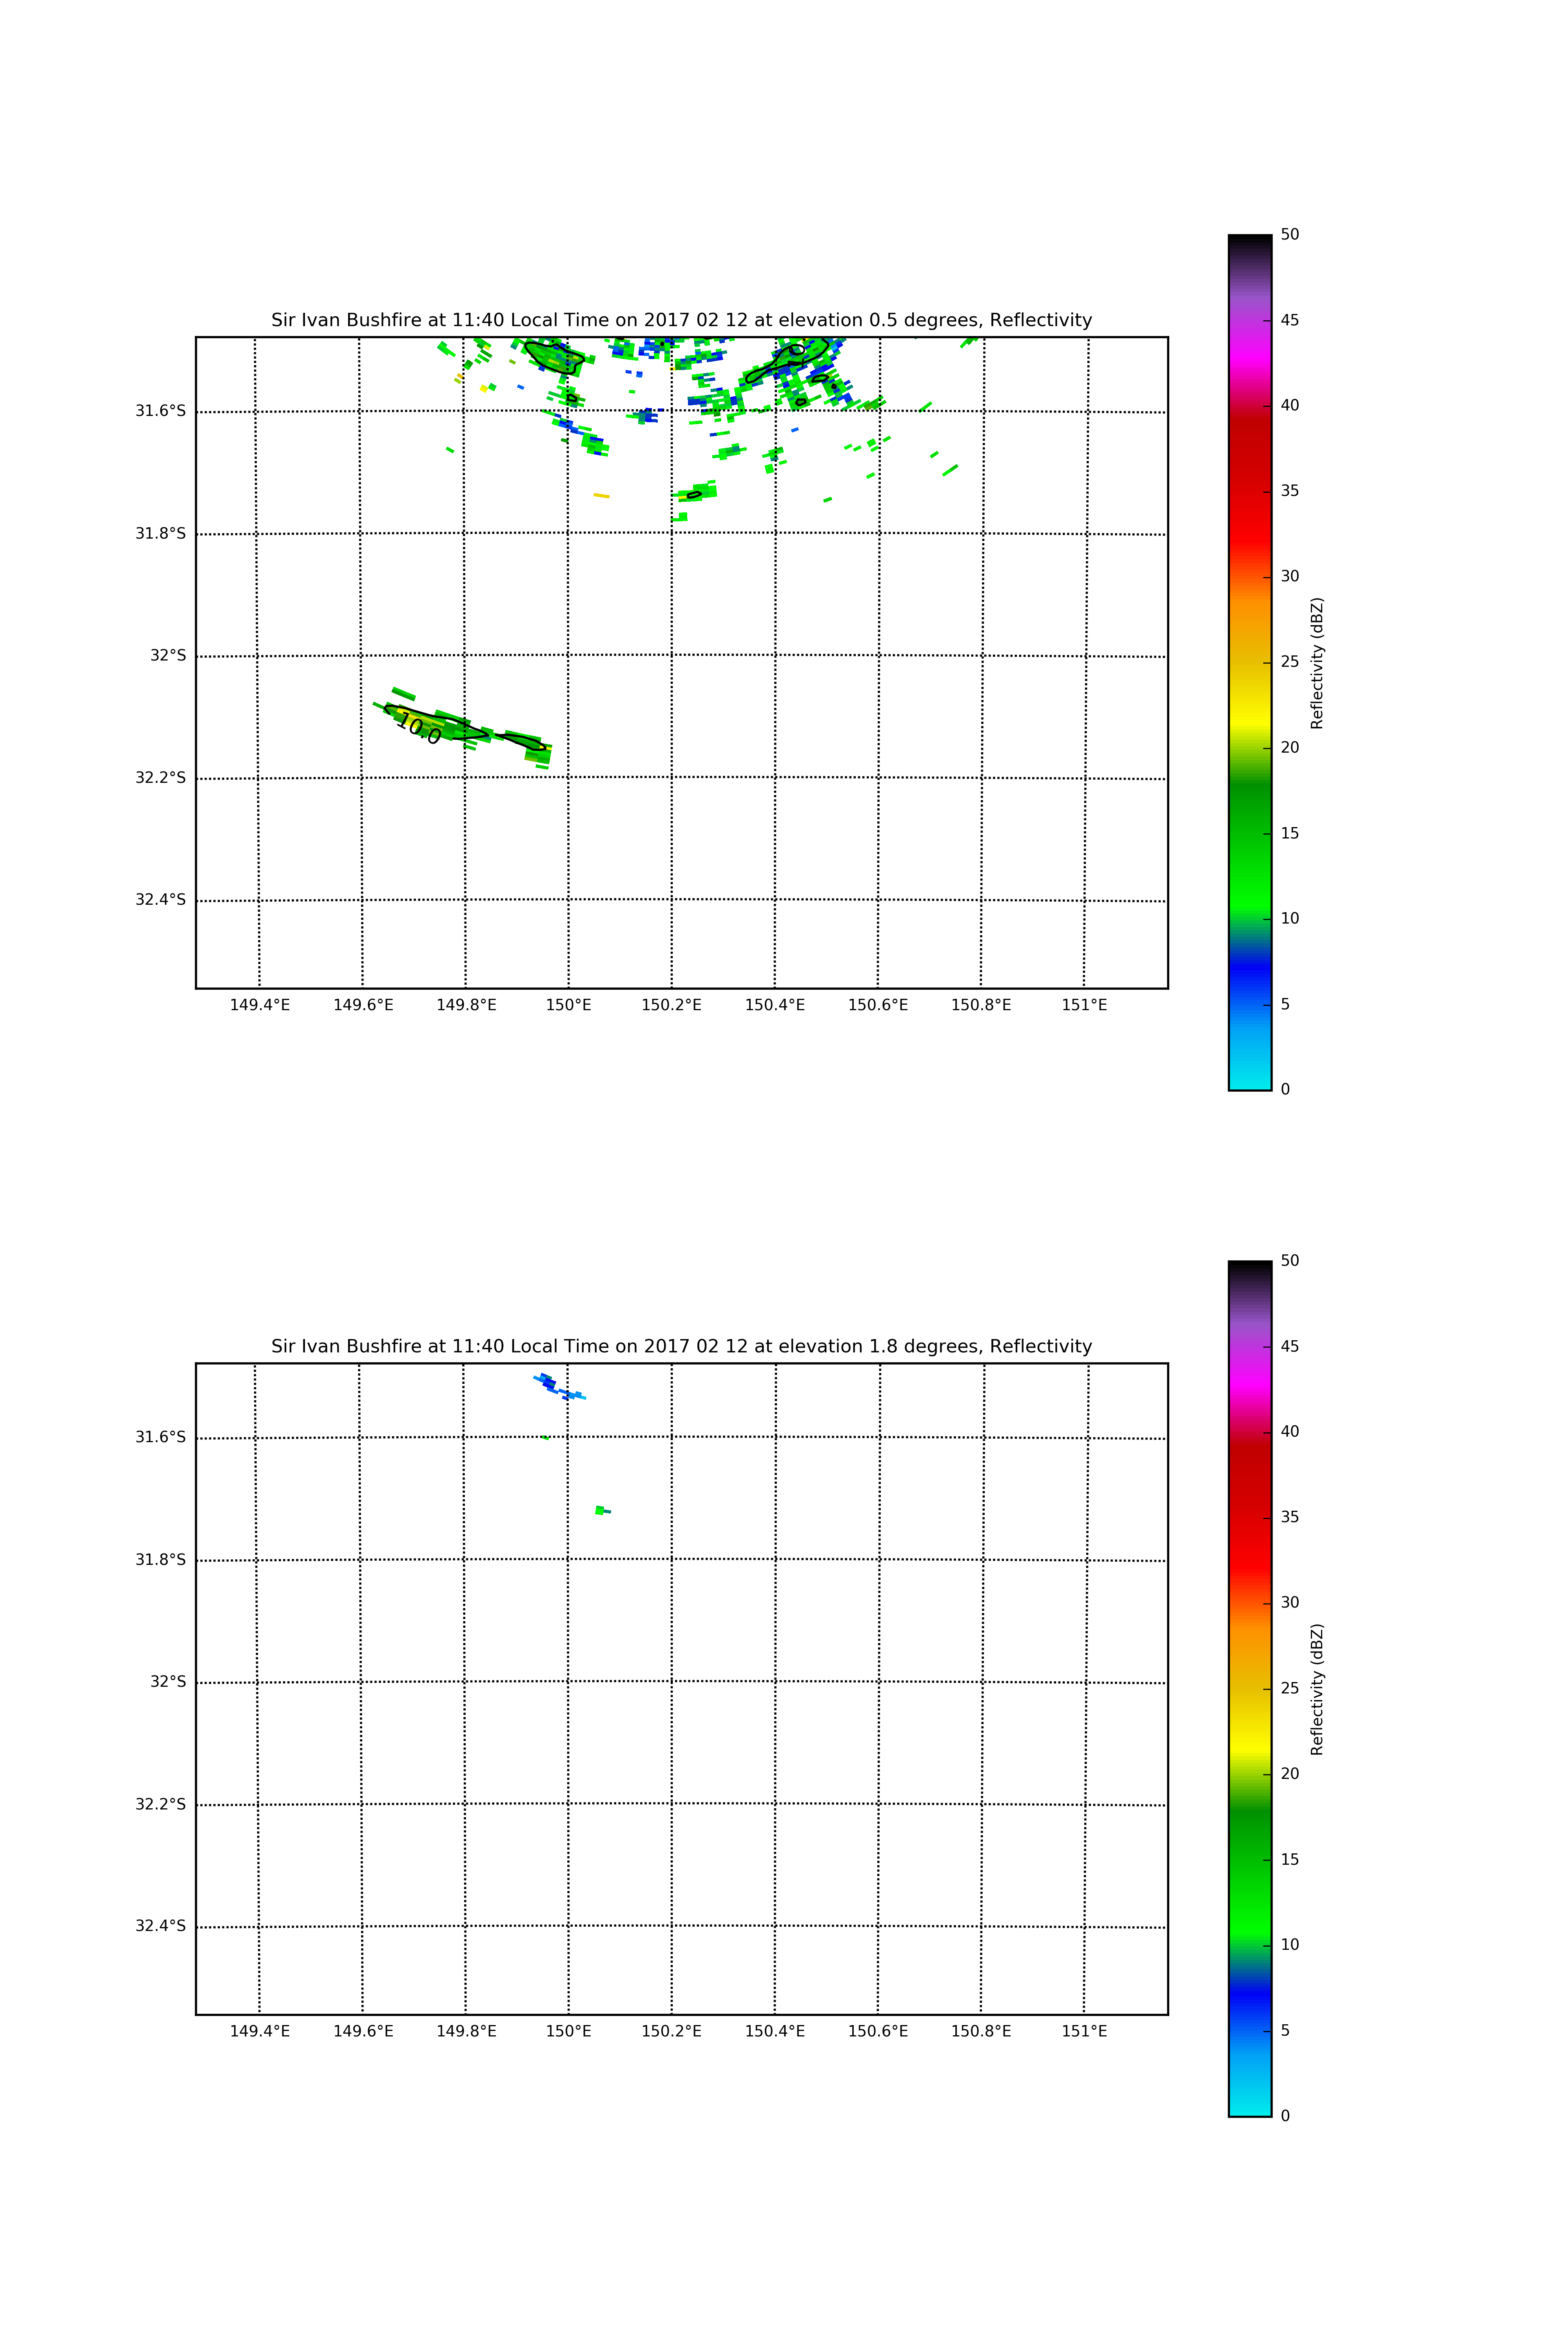 Sir Ivan Bushfire at 11:40 Local Time on 2017 02 12 at elevation 0.5 degrees, Reflectivity
31.6°S
31.8°S
32°S
32.2°S
32.4°S
10.0
149.4°E 149.6°E 149.8°E 150°E 150.2°E 150.4°E 150.6°E 150.8°E 151°E
50
45
40
35
30
25
20
15
10
5
0
Reflectivity (dBZ)
Sir Ivan Bushfire at 11:40 Local Time on 2017 02 12 at elevation 1.8 degrees, Reflectivity
31.6°S
31.8°S
32°S
32.2°S
32.4°S
149.4°E 149.6°E 149.8°E 150°E 150.2°E 150.4°E 150.6°E 150.8°E 151°E
50
45
40
35
30
25
20
15
10
5
0
Reflectivity (dBZ)